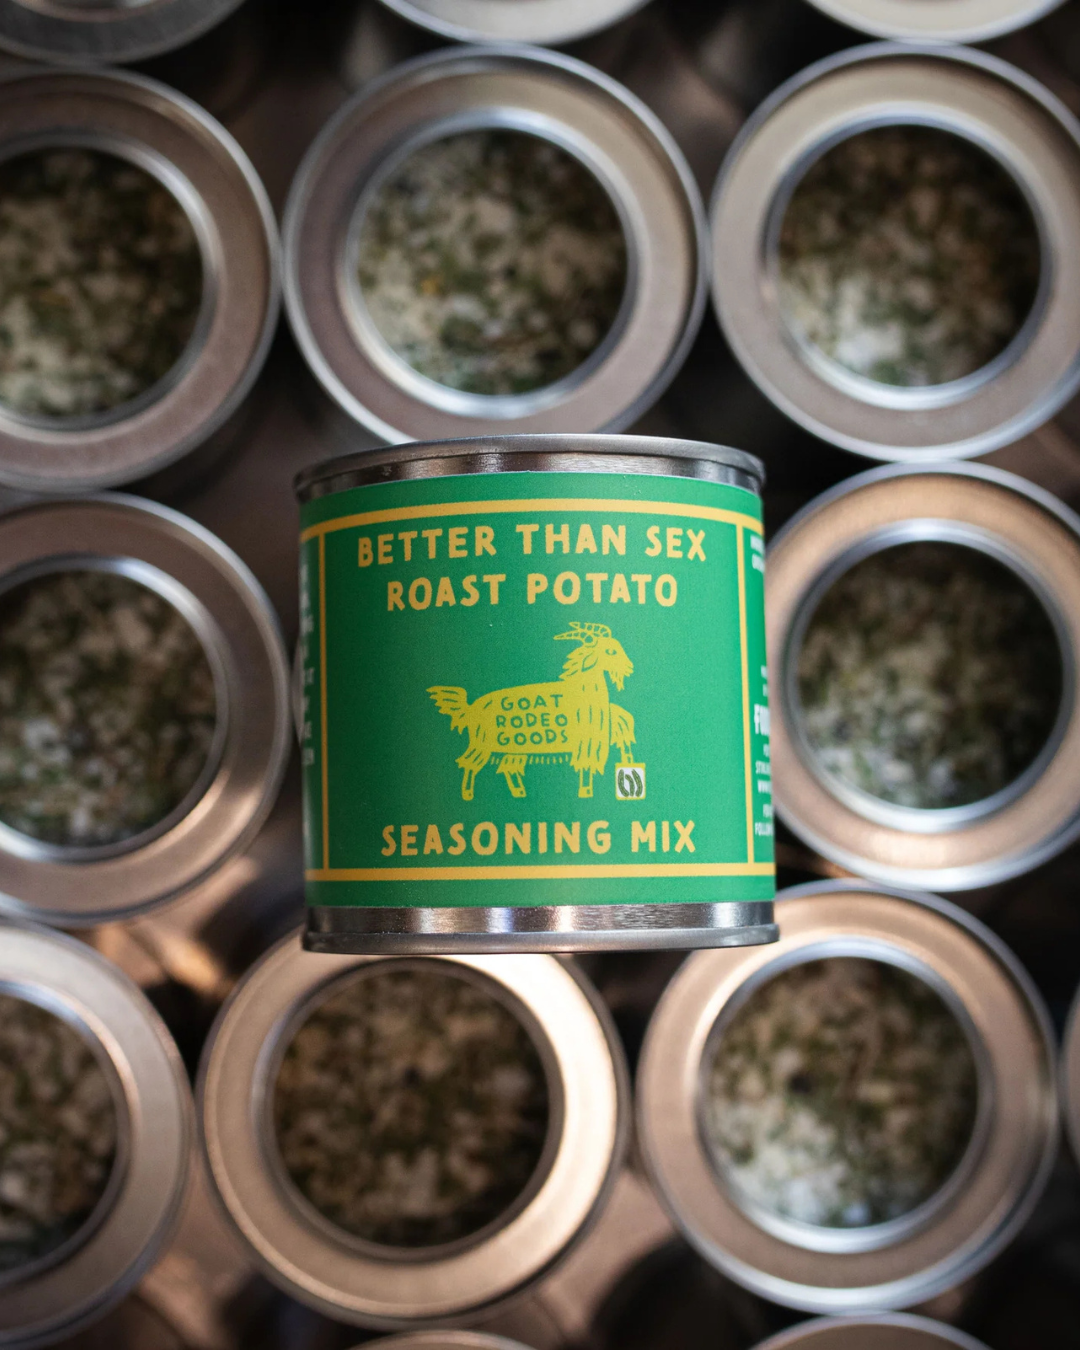 BETTER THAN SEX
ROAST POTATO
GOAT
RODEO
GOODS
SEASONING MIX